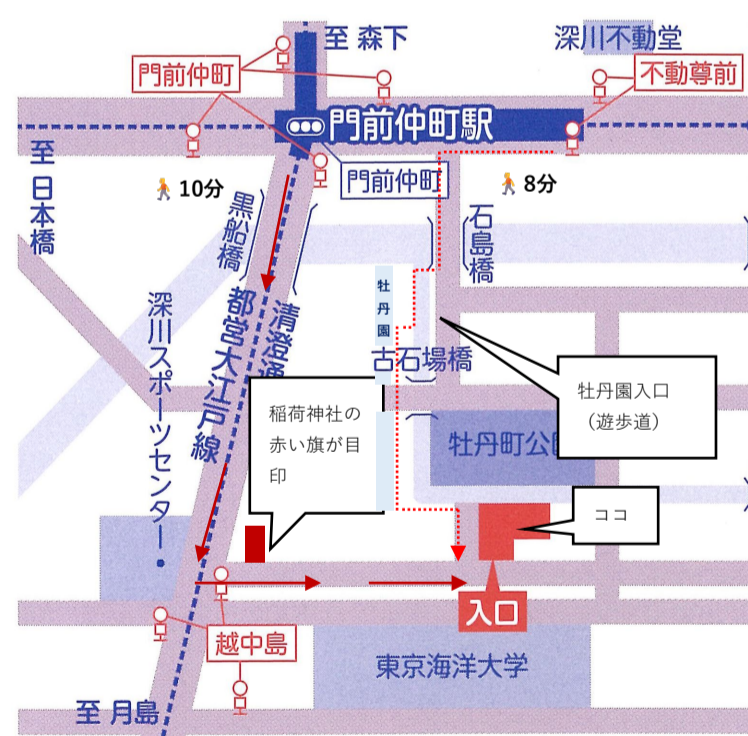 至 森下
深川不動堂
門前仲町
不動尊前
門前仲町駅
至 日本橋
門前仲町
10分
8分
黒船橋
石島橋
牡丹園
清澄通
都営大江戸線
深川スポーツセンター
古石場橋
牡丹園入口
（遊歩道）
稲荷神社の
赤い旗が目
印
牡丹町公
ココ
入口
越中島
東京海洋大学
至 月島